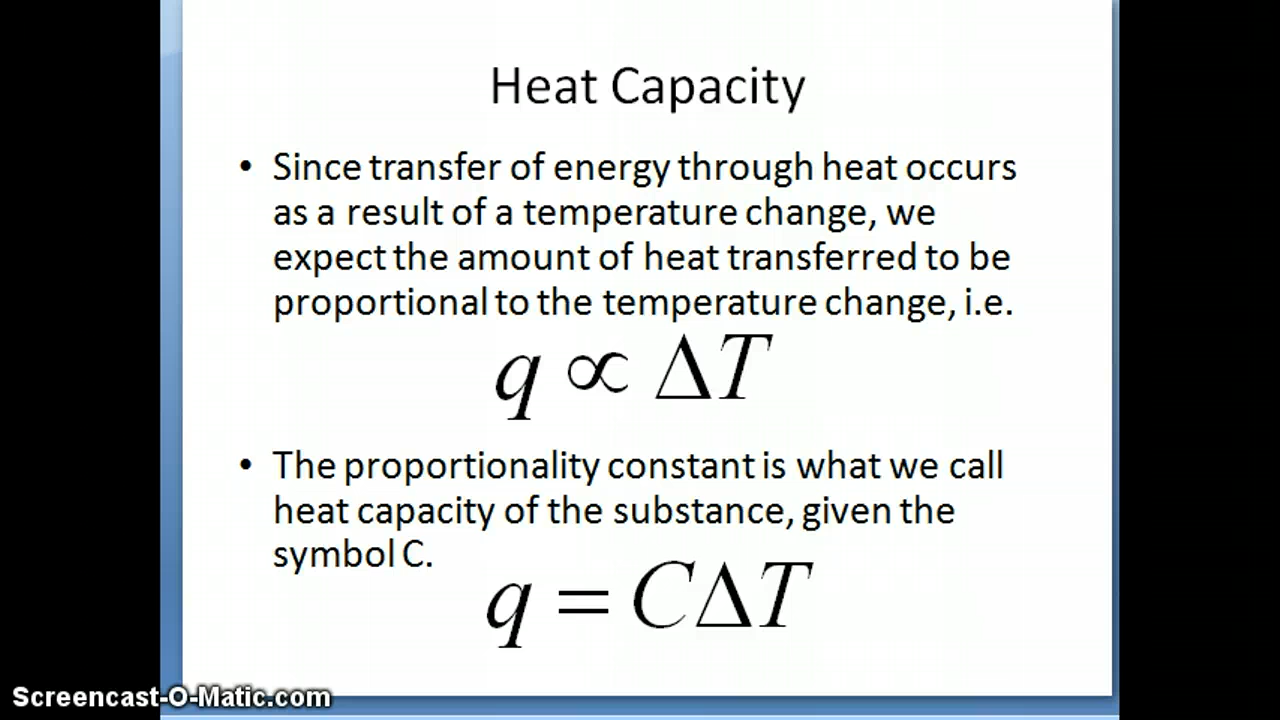 Heat Capacity
• Since transfer of energy through heat occurs
as a result of a temperature change, we
expect the amount of heat transferred to be
proportional to the temperature change, i.e.
q ∝ ΔT
• The proportionality constant is what we call
heat capacity of the substance, given the
symbol C.
q = CΔT
Screencast-O-Matic.com